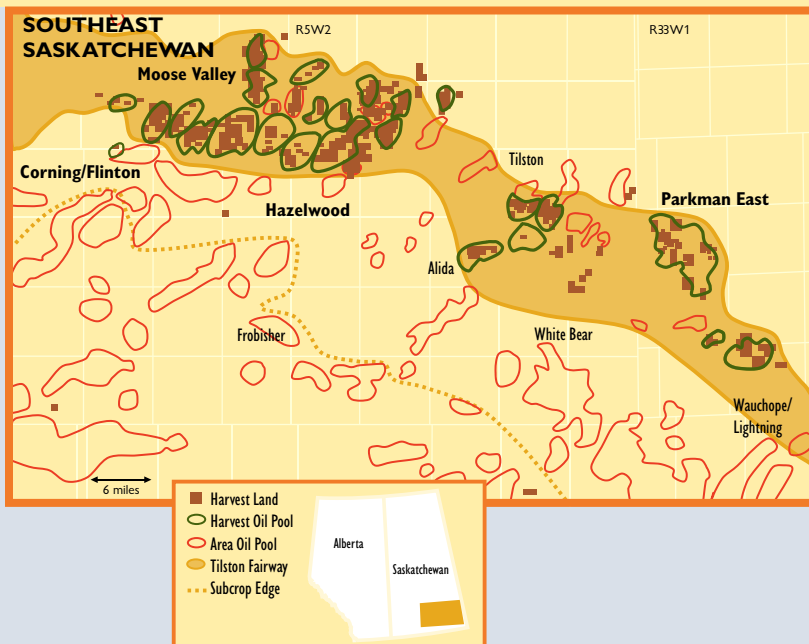 SOUTHEAST
SASKATCHEWAN
R5W2
R33W1
Moose Valley
Tilston
Corning/Flinton
Parkman East
Hazelwood
Alida
Frobisher
White Bear
Wauchope/
Lightning
6 miles
Harvest Land
Harvest Oil Pool
Area Oil Pool
Tilston Fairway
Subcrop Edge
Alberta
Saskatchewan